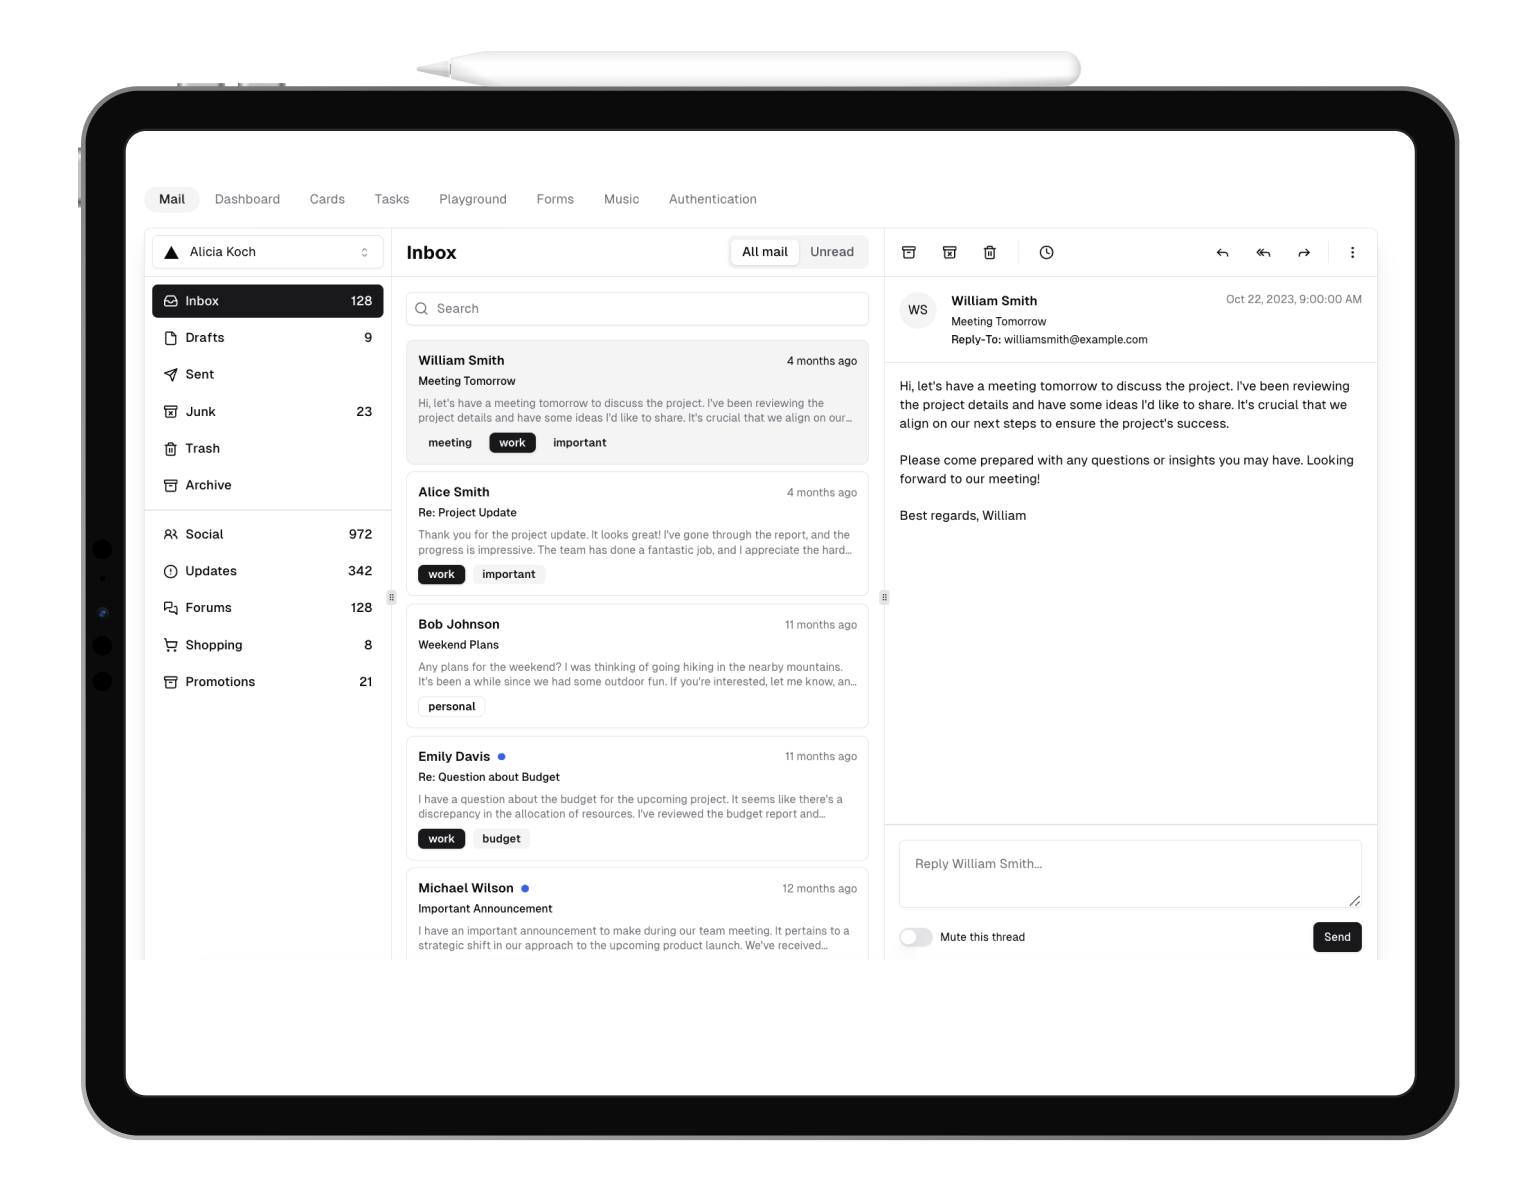 Mail Dashboard Cards Tasks Playground Forms Music Authentication
Alicia Koch
Inbox 128
Drafts 9
Sent
Junk 23
Trash
Archive
Social 972
Updates 342
Forums 128
Shopping 8
Promotions 21
Inbox
All mail Unread
Search
William Smith 4 months ago
Meeting Tomorrow
Hi, let's have a meeting tomorrow to discuss the project. I've been reviewing the
project details and have some ideas I'd like to share. It's crucial that we align on our...
meeting work important
Alice Smith 4 months ago
Re: Project Update
Thank you for the project update. It looks great! I've gone through the report, and the
progress is impressive. The team has done a fantastic job, and I appreciate the hard...
work important
Bob Johnson 11 months ago
Weekend Plans
Any plans for the weekend? I was thinking of going hiking in the nearby mountains.
It's been a while since we had some outdoor fun. If you're interested, let me know, an...
personal
Emily Davis 11 months ago
Re: Question about Budget
I have a question about the budget for the upcoming project. It seems like there's a
discrepancy in the allocation of resources. I've reviewed the budget report and...
work budget
Michael Wilson 12 months ago
Important Announcement
I have an important announcement to make during our team meeting. It pertains to a
strategic shift in our approach to the upcoming product launch. We've received...
WS
William Smith Oct 22, 2023, 9:00:00 AM
Meeting Tomorrow
Reply-To: williamsmith@example.com
Hi, let's have a meeting tomorrow to discuss the project. I've been reviewing
the project details and have some ideas I'd like to share. It's crucial that we
align on our next steps to ensure the project's success.
Please come prepared with any questions or insights you may have. Looking
forward to our meeting!
Best regards, William
Reply William Smith...
Mute this thread Send